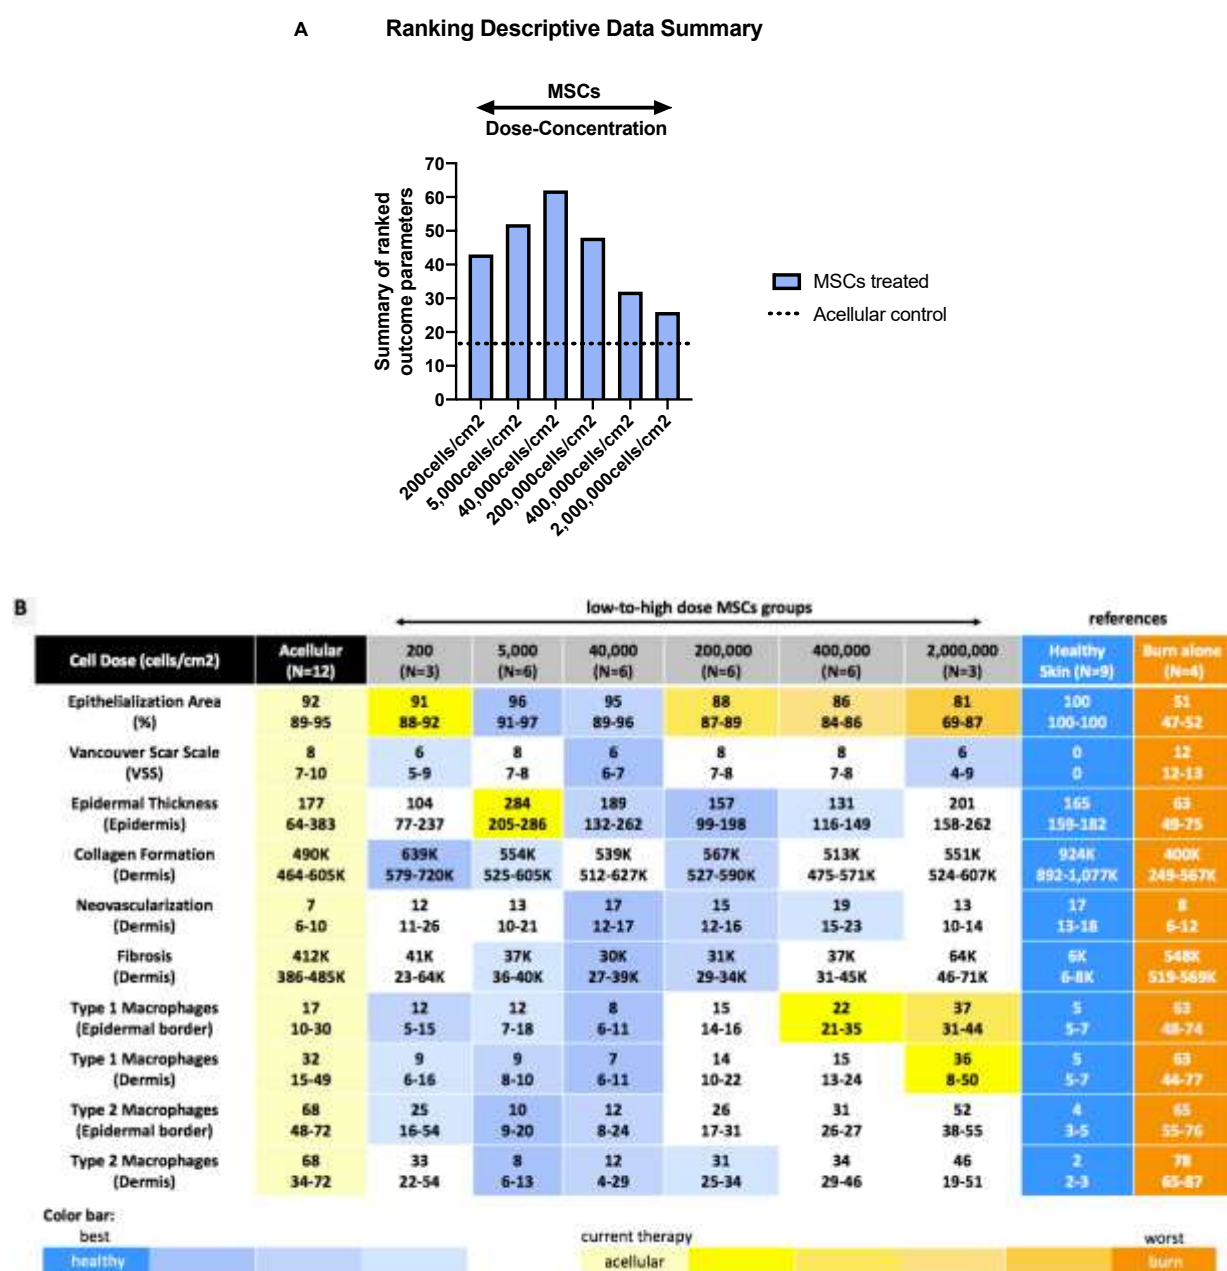 A Ranking Descriptive Data Summary
MSCs
Dose-Concentration
Summary of ranked
outcome parameters
70
60
50
40
30
20
10
0
200cells/cm2
5,000cells/cm2
40,000cells/cm2
200,000cells/cm2
400,000cells/cm2
2,000,000cells/cm2
MSCs treated
Acellular control
B
low-to-high dose MSCs groups
references
Cell Dose (cells/cm2) Acellular 200 5,000 40,000 200,000 400,000 2,000,000 Healthy Burn alone
(N=12) (N=3) (N=6) (N=6) (N=6) (N=6) (N=3) Skin (N=9) (N=4)
Epithelialization Area 92 91 96 95 88 86 81 100 51
(%) 89-95 88-92 91-97 89-96 87-89 84-86 69-87 100-100 47-52
Vancouver Scar Scale 8 6 8 6 8 8 6 0 12
(VSS) 7-10 5-9 7-8 6-7 7-8 7-8 4-9 0 12-13
Epidermal Thickness 177 104 284 189 157 131 201 165 63
(Epidermis) 64-383 77-237 205-286 132-262 99-198 116-149 158-262 159-182 49-75
Collagen Formation 490K 639K 554K 539K 567K 513K 551K 924K 400K
(Dermis) 464-605K 579-720K 525-605K 512-627K 527-590K 475-571K 524-607K 892-1,077K 249-567K
Neovascularization 7 12 13 17 15 19 13 17 8
(Dermis) 6-10 11-26 10-21 12-17 12-16 15-23 10-14 13-18 6-12
Fibrosis 412K 41K 37K 30K 31K 37K 64K 6K 548K
(Dermis) 386-485K 23-64K 36-40K 27-39K 29-34K 31-45K 46-71K 6-8K 519-569K
Type 1 Macrophages 17 12 12 8 15 22 37 5 63
(Epidermal border) 10-30 5-15 7-18 6-11 14-16 21-35 31-44 5-7 48-74
Type 1 Macrophages 32 9 9 7 14 15 36 5 63
(Dermis) 15-49 6-16 8-10 6-11 10-22 13-24 8-50 5-7 44-77
Type 2 Macrophages 68 25 10 12 26 31 52 4 65
(Epidermal border) 48-72 16-54 9-20 8-24 17-31 26-27 38-55 3-5 55-76
Type 2 Macrophages 68 33 8 12 31 34 46 2 78
(Dermis) 34-72 22-54 6-13 4-29 25-34 29-46 19-51 2-3 65-87
Color bar:
best current therapy worst
healthy acellular burn